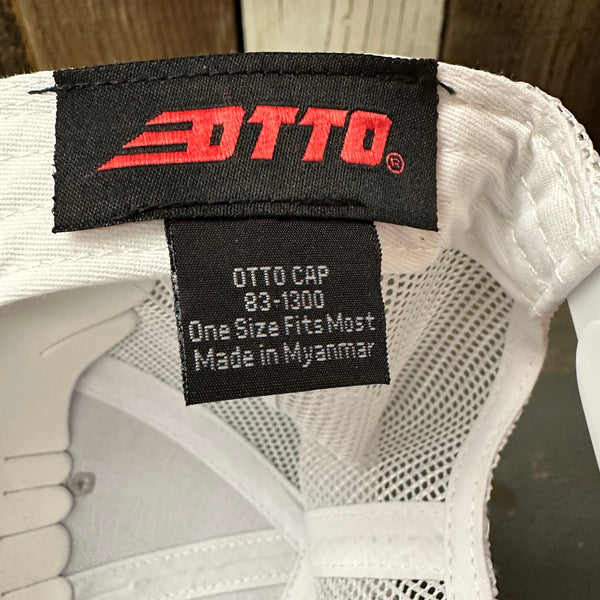 OTTO®
OTTO CAP
83-1300
One Size Fits Most
Made in Myanmar